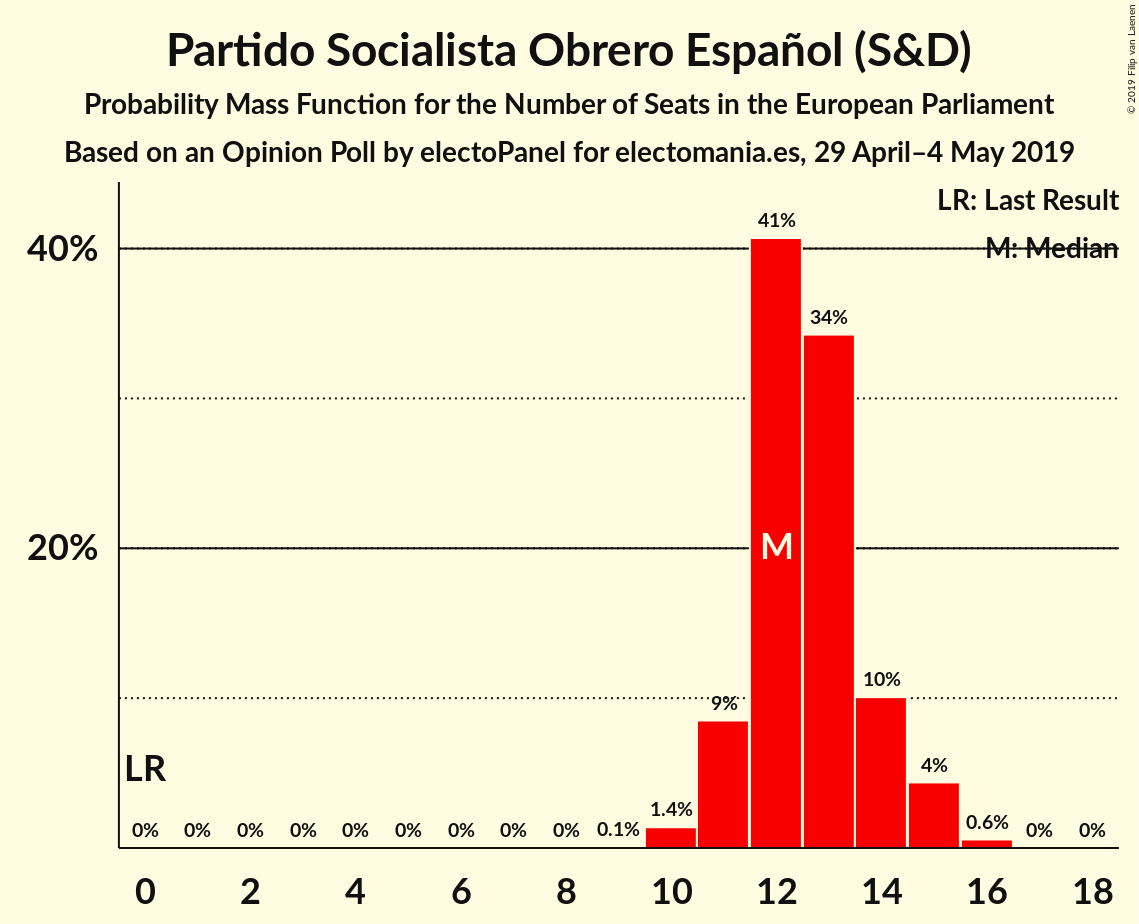 Partido Socialista Obrero Español (S&D)
Probability Mass Function for the Number of Seats in the European Parliament
Based on an Opinion Poll by electoPanel for electomania.es, 29 April–4 May 2019
© 2019 Filip van Laenen
LR: Last Result
M: Median
40%
20%
41%
34%
M
10%
9%
LR
4%
0% 0% 0% 0% 0% 0% 0% 0% 0% 0.1% 1.4% 0.6% 0% 0%
0 2 4 6 8 10 12 14 16 18